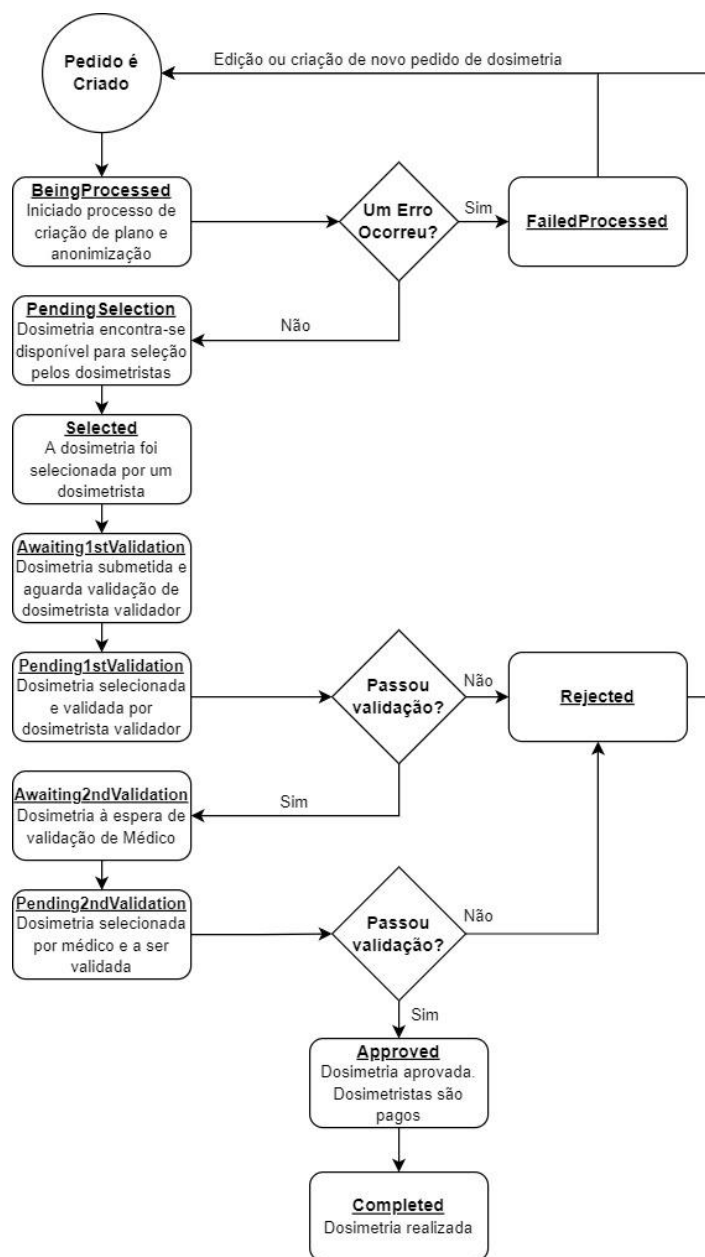 Pedido é
Criado
Edição ou criação de novo pedido de dosimetria
BeingProcessed
Iniciado processo de
criação de plano e
anonimização
Um Erro
Ocorreu?
Sim
FailedProcessed
Não
PendingSelection
Dosimetria encontra-se
disponível para seleção
pelos dosimetristas
Selected
A dosimetria foi
selecionada por um
dosimetrista
Awaiting1stValidation
Dosimetria submetida e
aguarda validação de
dosimetrista validador
Pending1stValidation
Dosimetria selecionada
e validada por
dosimetrista validador
Passou
validação?
Não
Rejected
Sim
Awaiting2ndValidation
Dosimetria à espera de
validação de Médico
Pending2ndValidation
Dosimetria selecionada
por médico e a ser
validada
Passou
validação?
Não
Sim
Approved
Dosimetria aprovada.
Dosimetristas são
pagos
Completed
Dosimetria realizada